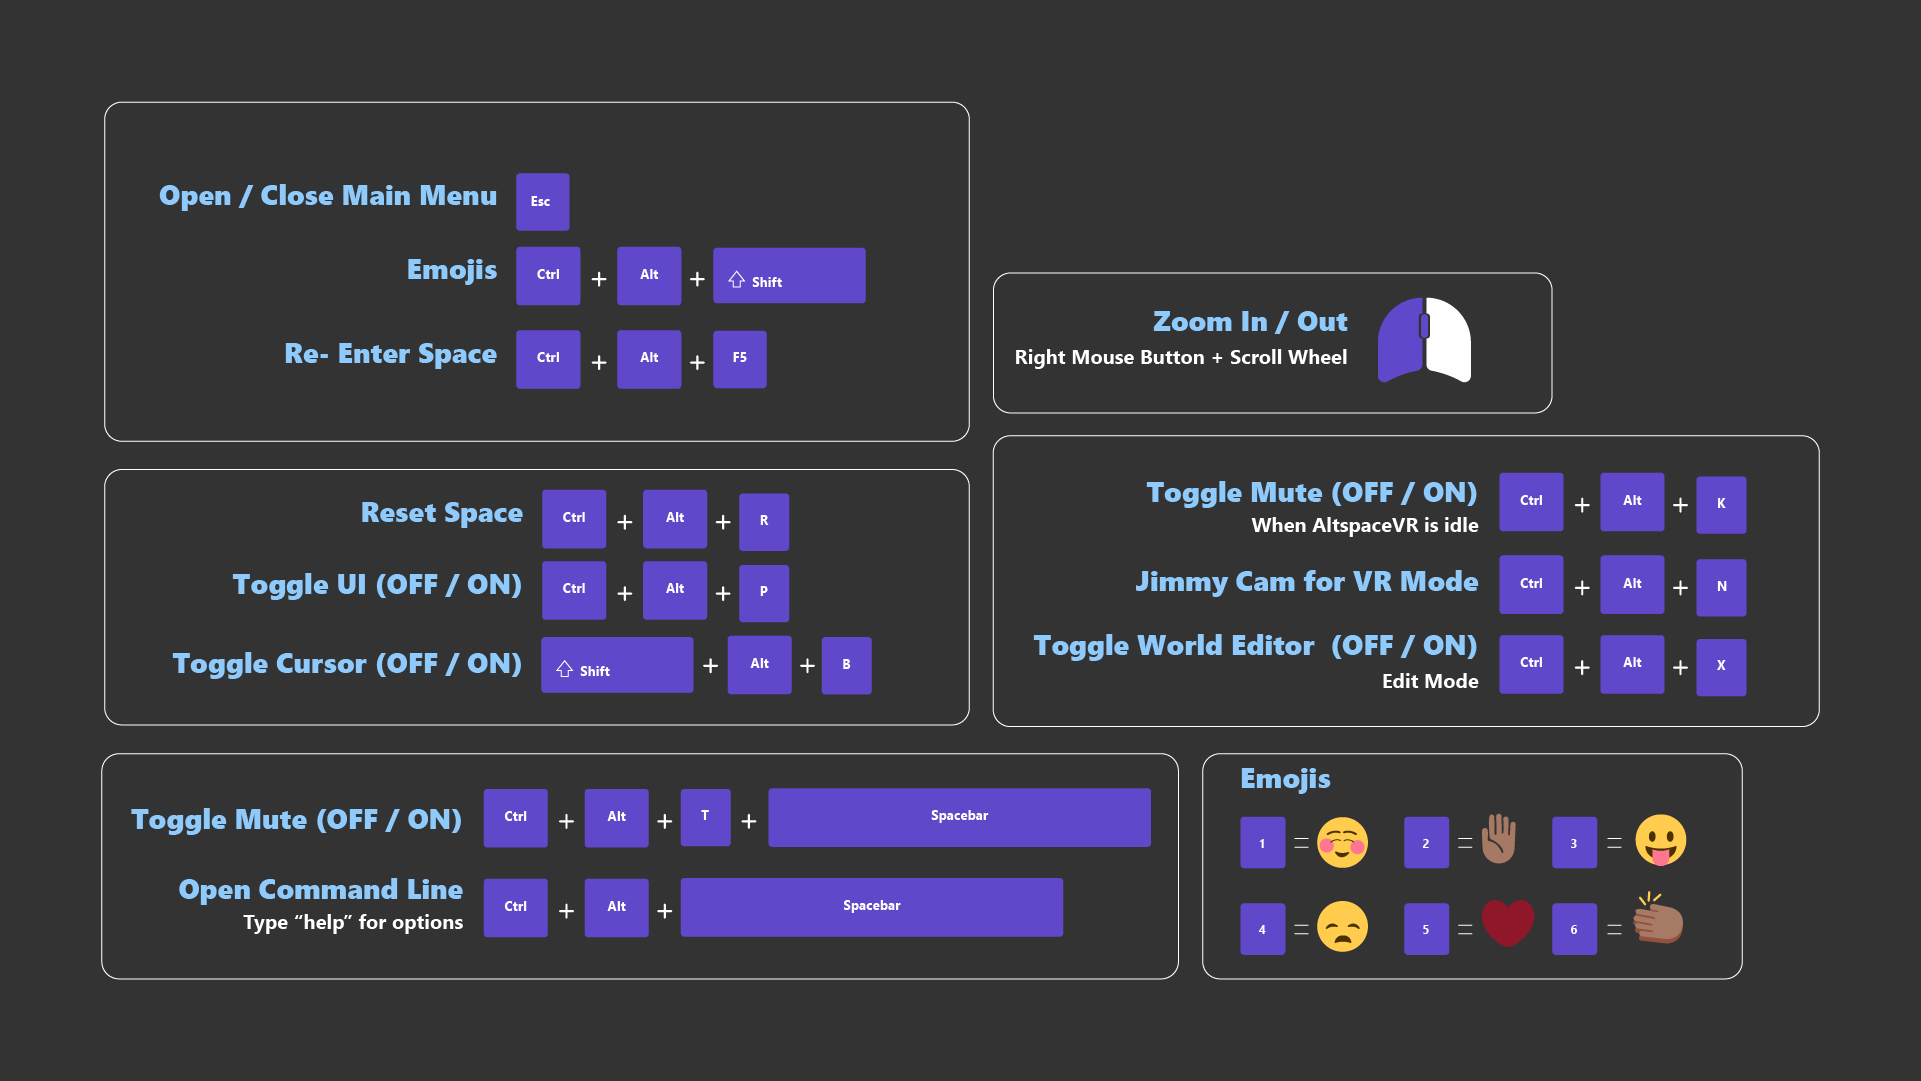 Open / Close Main Menu Esc
Emojis Ctrl + Alt + Shift
Re- Enter Space Ctrl + Alt + F5
Zoom In / Out
Right Mouse Button + Scroll Wheel
Reset Space Ctrl + Alt + R
Toggle UI (OFF / ON) Ctrl + Alt + P
Toggle Cursor (OFF / ON) Shift + Alt + B
Toggle Mute (OFF / ON) Ctrl + Alt + K
When AltspaceVR is idle
Jimmy Cam for VR Mode Ctrl + Alt + N
Toggle World Editor (OFF / ON) Ctrl + Alt + X
Edit Mode
Toggle Mute (OFF / ON) Ctrl + Alt + T + Spacebar
Open Command Line Ctrl + Alt + Spacebar
Type “help” for options
Emojis
1 = 2 = 3 =
4 = 5 = 6 =